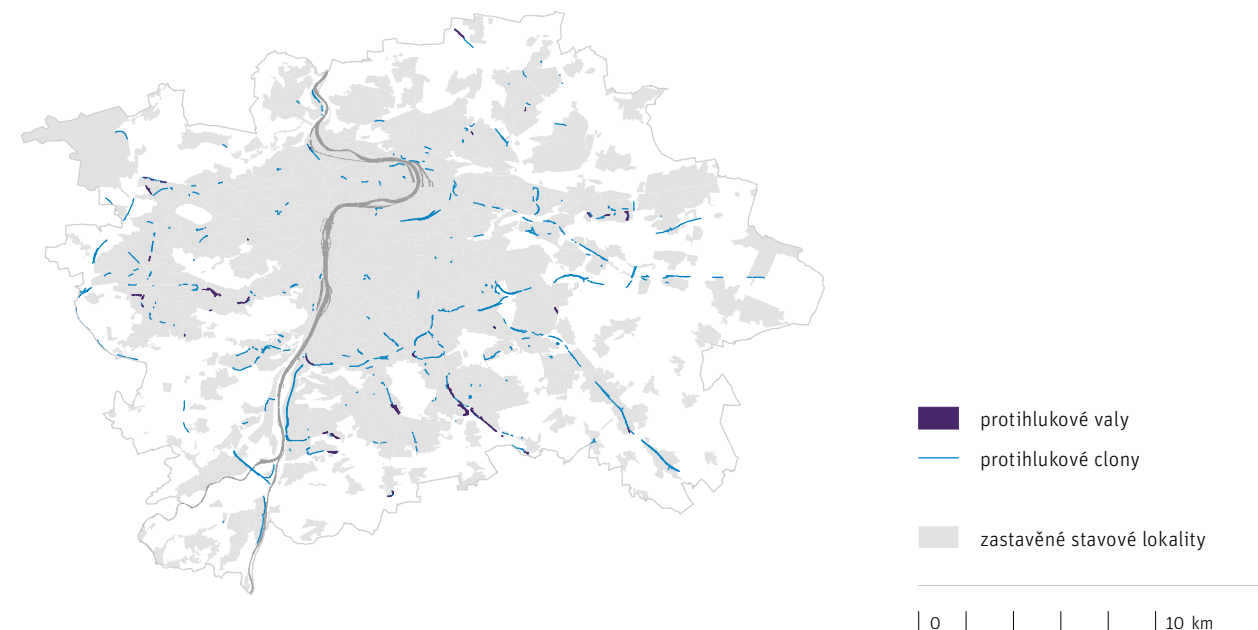 protihlukové valy
protihlukové clony
zastavěné stavové lokality
0 10 km